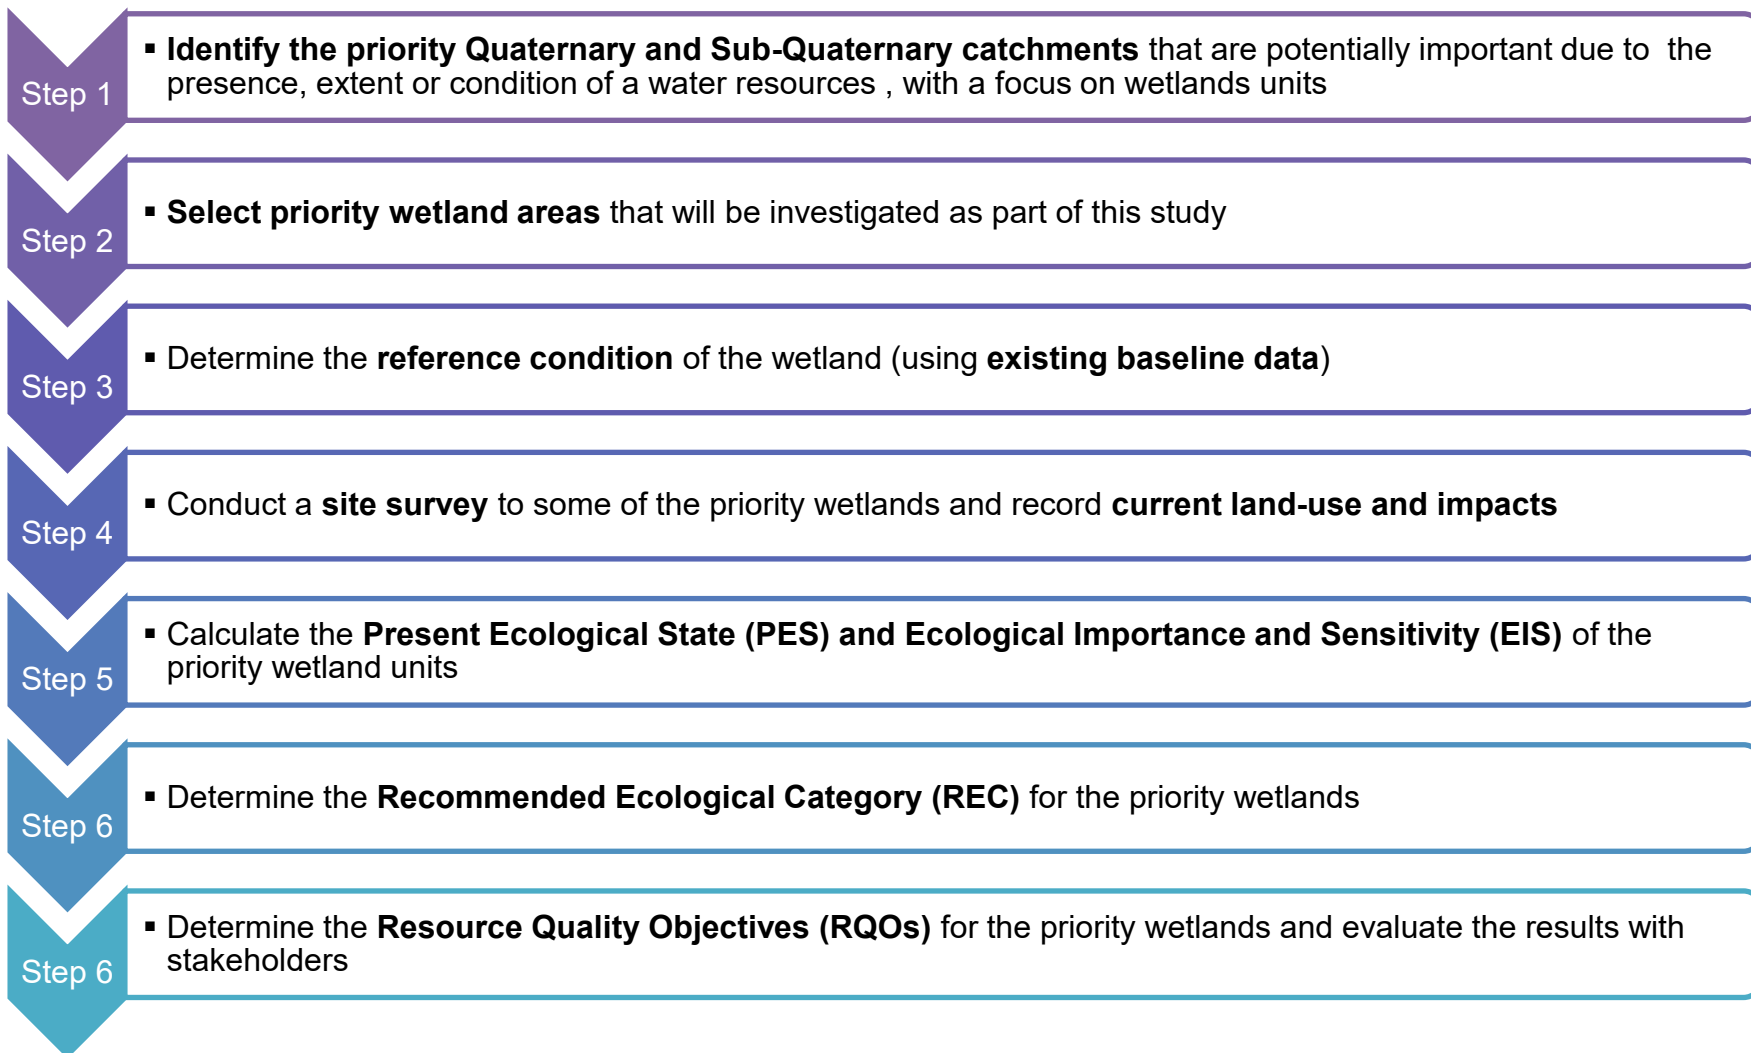 Step 1
▪ Identify the priority Quaternary and Sub-Quaternary catchments that are potentially important due to  the
presence, extent or condition of a water resources , with a focus on wetlands units
Step 2
▪ Select priority wetland areas that will be investigated as part of this study
Step 3
▪ Determine the reference condition of the wetland (using existing baseline data)
Step 4
▪ Conduct a site survey to some of the priority wetlands and record current land-use and impacts
Step 5
▪ Calculate the Present Ecological State (PES) and Ecological Importance and Sensitivity (EIS) of the
priority wetland units
Step 6
▪ Determine the Recommended Ecological Category (REC) for the priority wetlands
Step 6
▪ Determine the Resource Quality Objectives (RQOs) for the priority wetlands and evaluate the results with
stakeholders